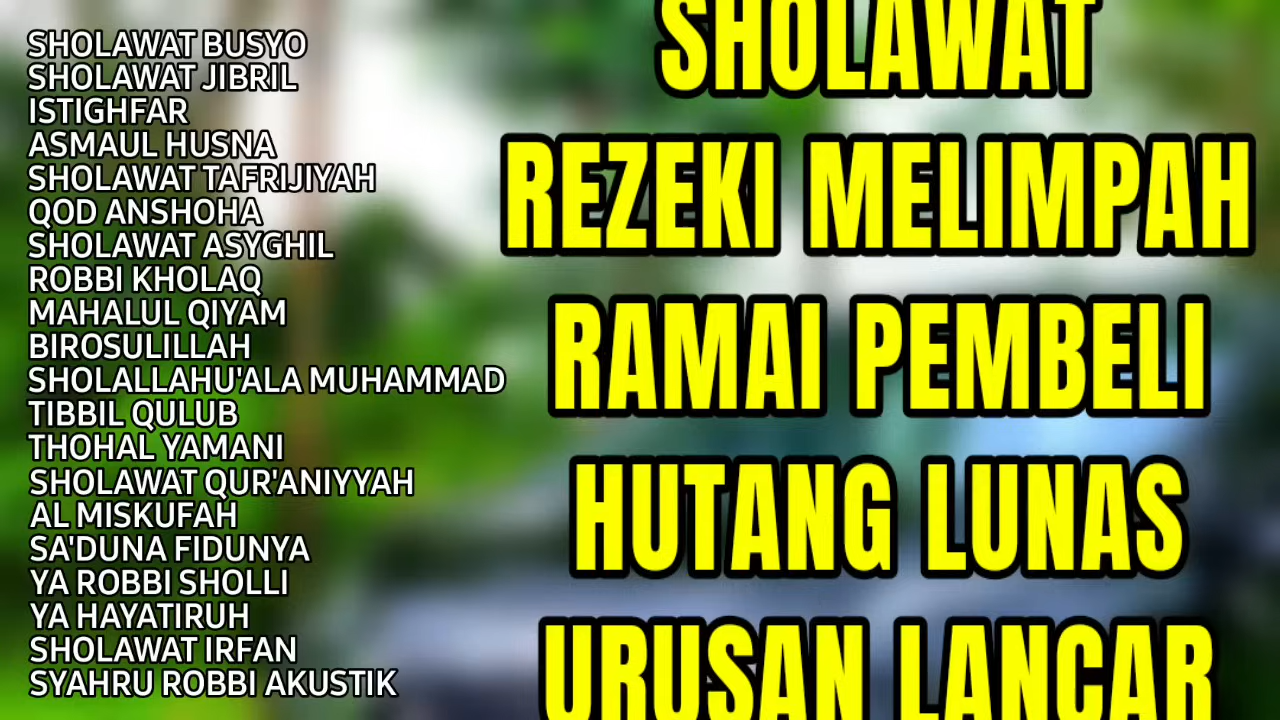 SHOLAWAT BUSYO
SHOLAWAT JIBRIL
ISTIGHFAR
ASMAUL HUSNA
SHOLAWAT TAFRIJIYAH
QOD ANSHOHA
SHOLAWAT ASYGHIL
ROBBI KHOLAQ
MAHALUL QIYAM
BIROSULILLAH
SHOLALLAHU'ALA MUHAMMAD
TIBBIL QULUB
THOHAL YAMANI
SHOLAWAT QUR'ANIYYAH
AL MISKUFAH
SA'DUNA FIDUNYA
YA ROBBI SHOLLI
YA HAYATIRUH
SHOLAWAT IRFAN
SYAHRU ROBBI AKUSTIK
SHOLAWAT
REZEKI MELIMPAH
RAMAI PEMBELI
HUTANG LUNAS
URUSAN LANCAR